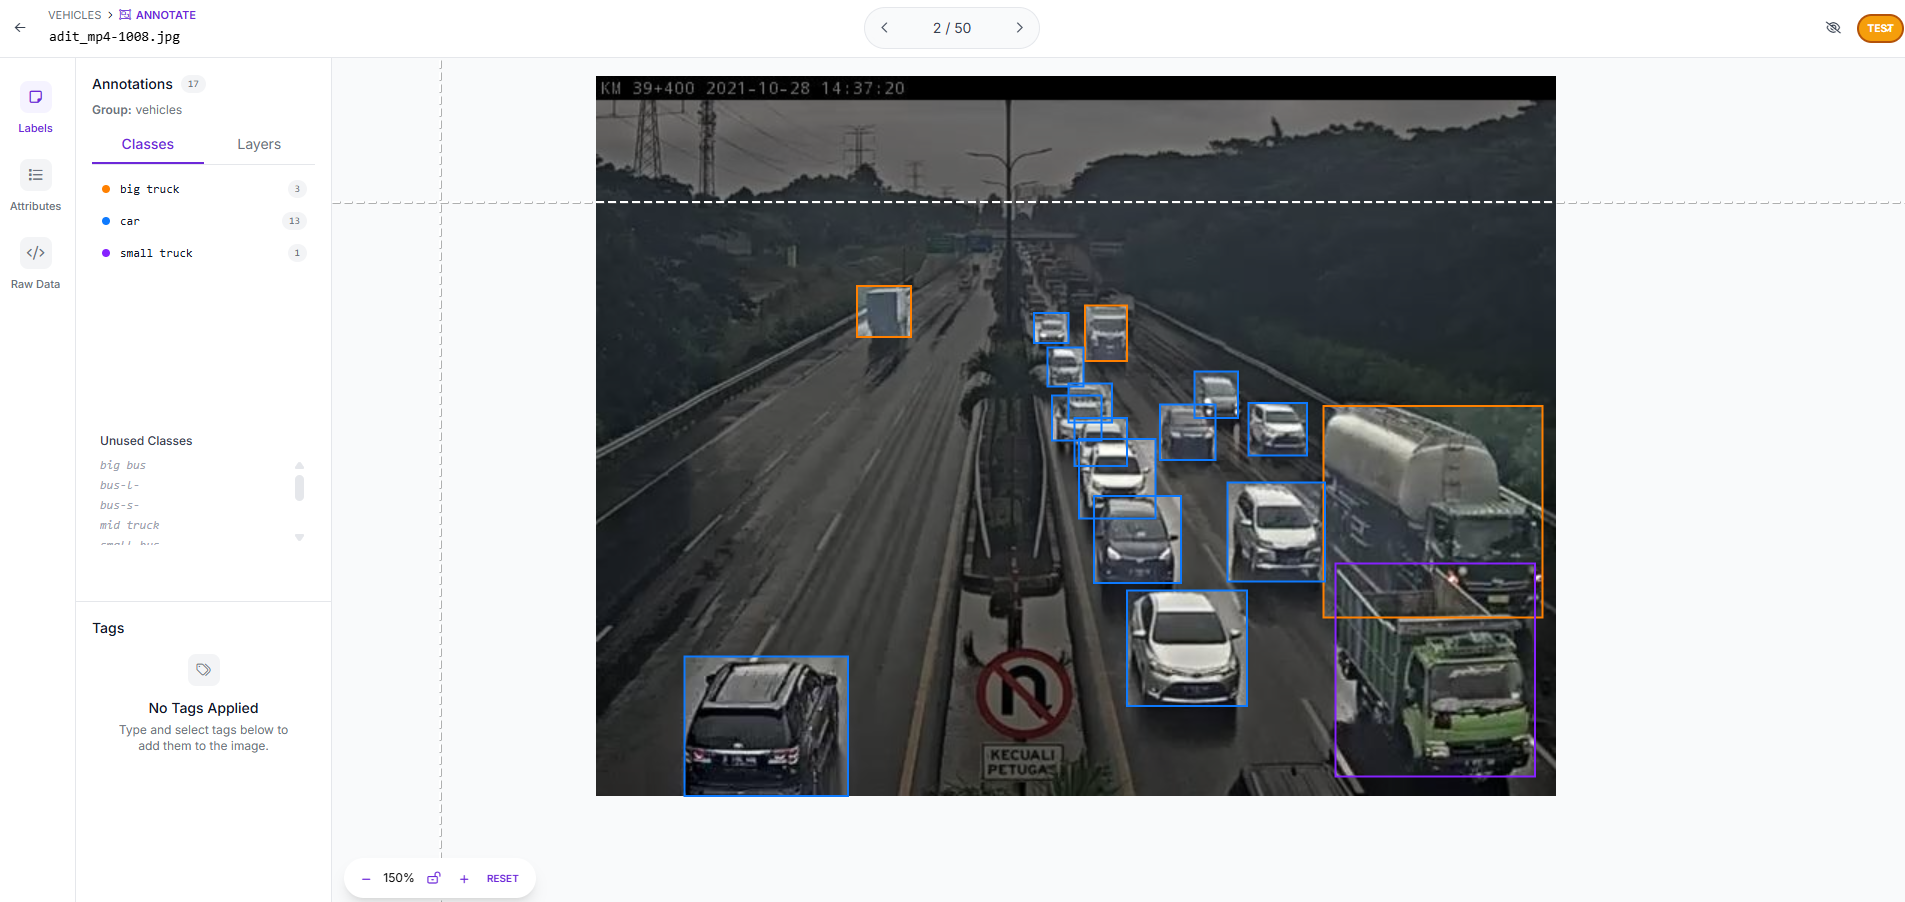 VEHICLES > ANNOTATE
adit_mp4-1008.jpg
2 / 50
TEST
Labels
Attributes
</> 
Raw Data
Annotations 17
Group: vehicles
Classes
Layers
big truck 3
car 13
small truck 1
Unused Classes
big bus
bus-l-
bus-s-
mid truck
small bus
Tags
No Tags Applied
Type and select tags below to
add them to the image.
KM 39+400 2021-10-28 14:37:20
KECUALI
PETUGAS
− 150% + RESET